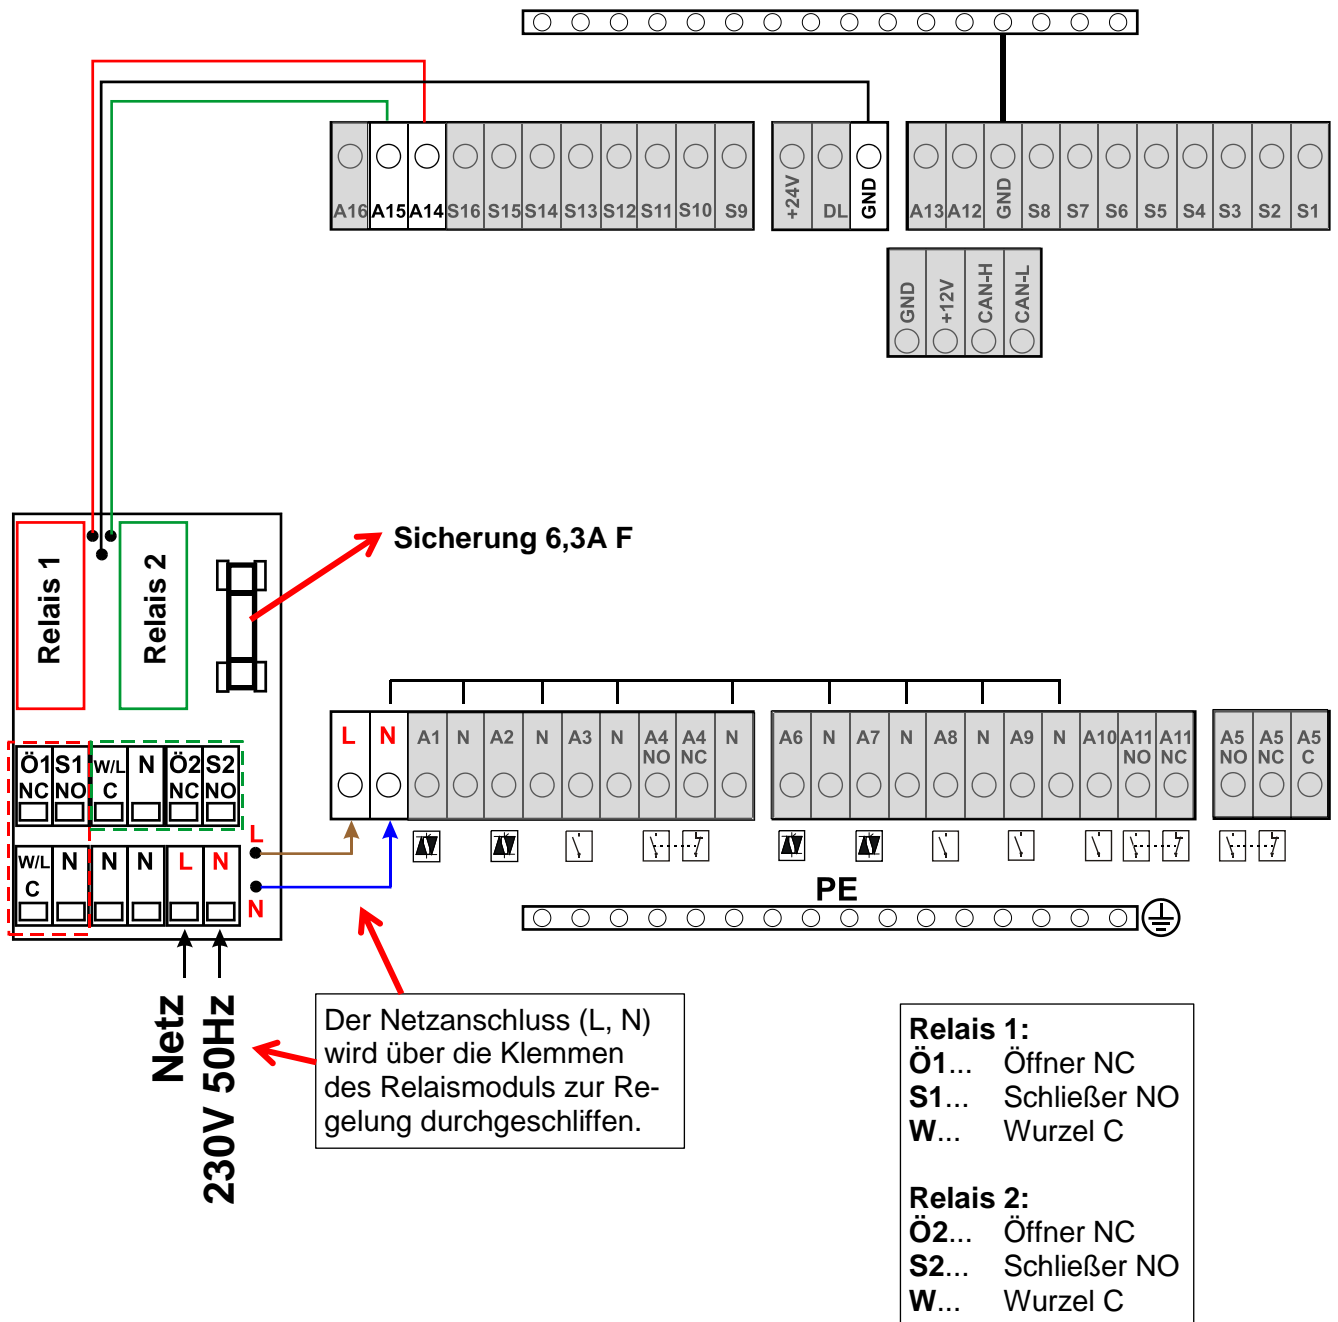 A16 A15 A14 S16 S15 S14 S13 S12 S11 S10 S9
+24V DL GND
A13 A12 GND S8 S7 S6 S5 S4 S3 S2 S1
GND +12V CAN-H CAN-L
Relais 1
Relais 2
Sicherung 6,3A F
L N A1 N A2 N A3 N A4 NO A4 NC N
A6 N A7 N A8 N A9 N A10 A11 NO A11 NC
A5 NO A5 NC A5 C
Ö1 NC S1 NO W/L C N Ö2 NC S2 NO
L
W/L C N N N L N
N
PE
Netz
230V 50Hz
Der Netzanschluss (L, N)
wird über die Klemmen
des Relaismoduls zur Re-
gelung durchgeschliffen.
Relais 1:
Ö1... Öffner NC
S1... Schließer NO
W... Wurzel C
Relais 2:
Ö2... Öffner NC
S2... Schließer NO
W... Wurzel C